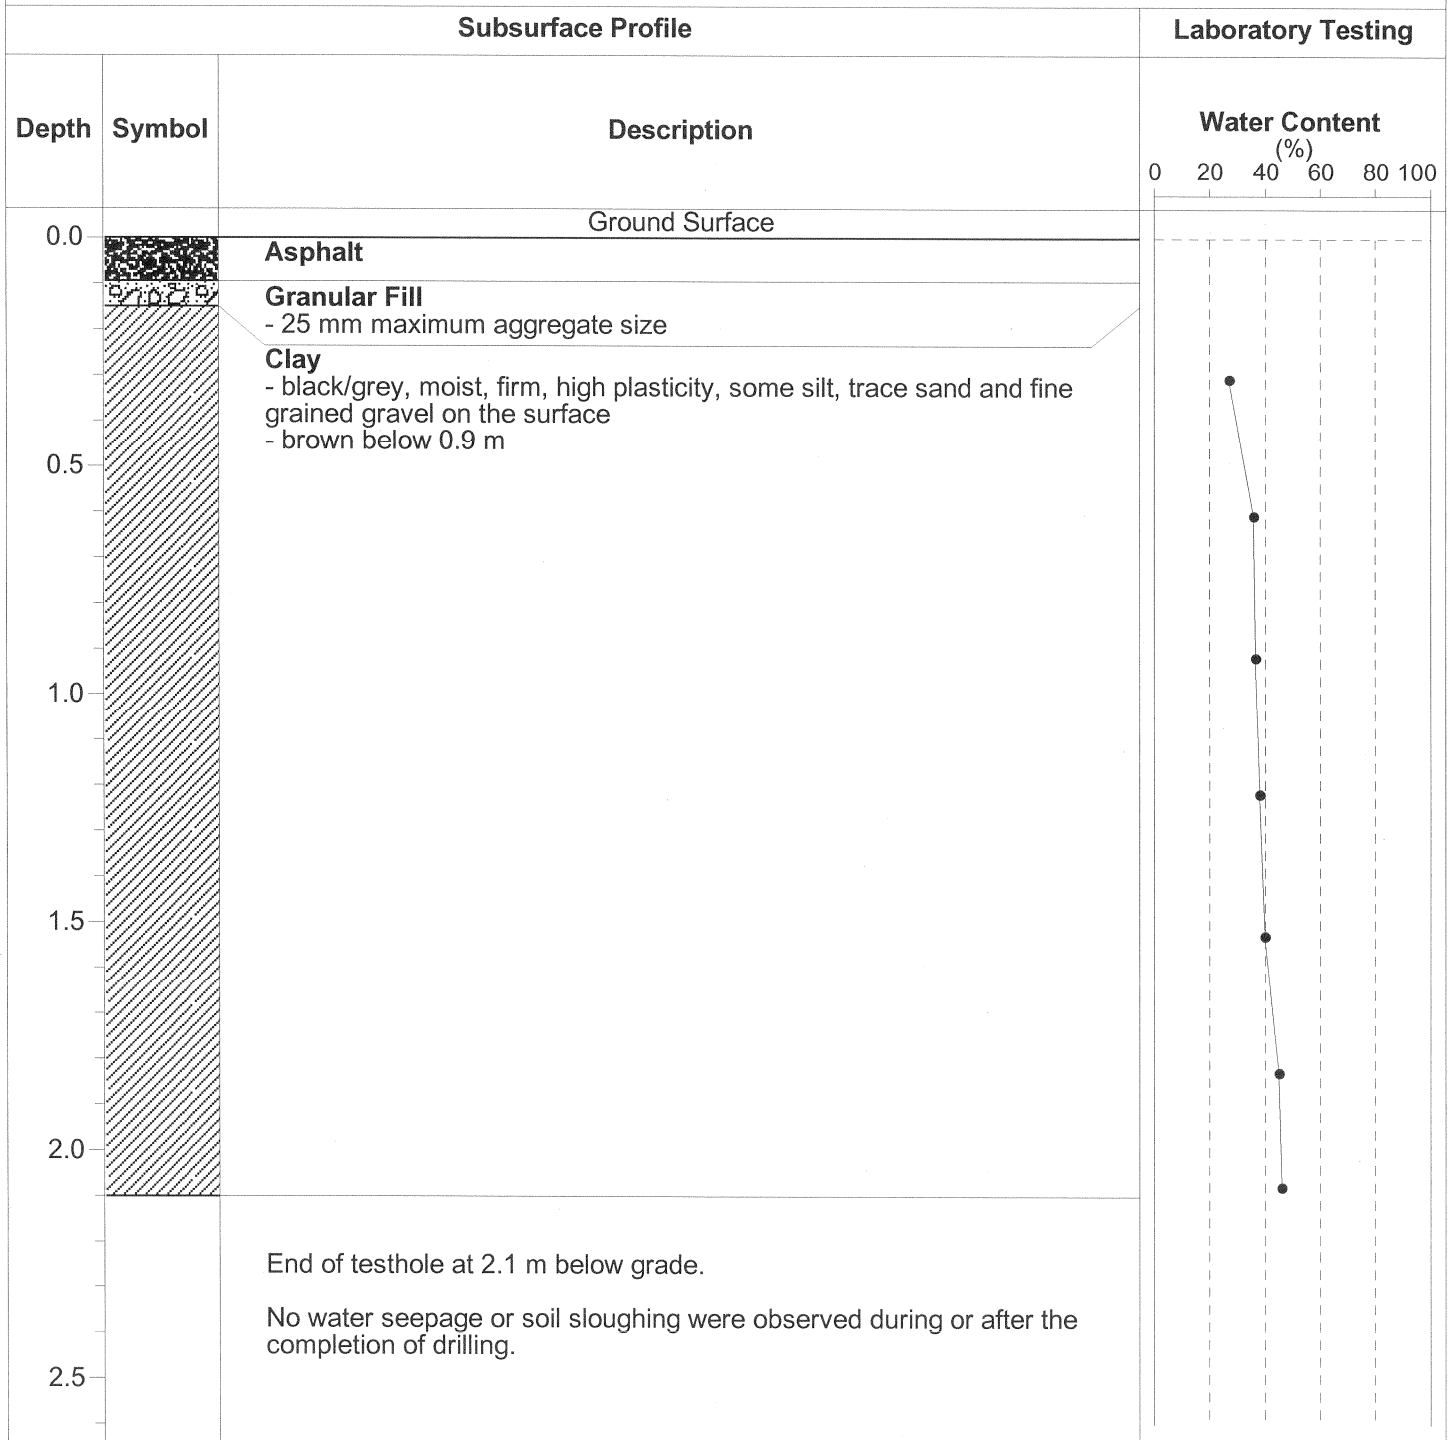 Subsurface Profile
Laboratory Testing
Depth
Symbol
Description
Water Content
(%)
0 20 40 60 80 100
Ground Surface
0.0
Asphalt
Granular Fill
- 25 mm maximum aggregate size
Clay
- black/grey, moist, firm, high plasticity, some silt, trace sand and fine
grained gravel on the surface
- brown below 0.9 m
0.5
1.0
1.5
2.0
End of testhole at 2.1 m below grade.
No water seepage or soil sloughing were observed during or after the
completion of drilling.
2.5